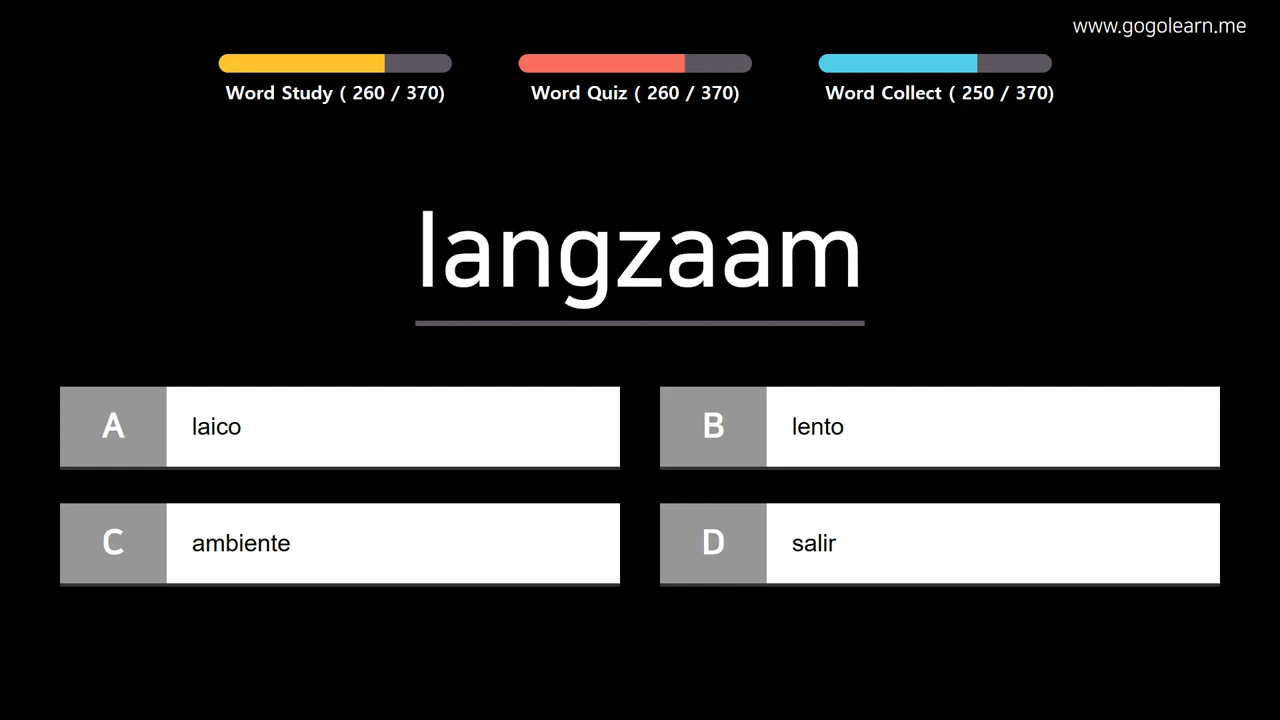 www.gogolearn.me
Word Study ( 260 / 370)
Word Quiz ( 260 / 370)
Word Collect ( 250 / 370)
langzaam
A laico
B lento
C ambiente
D salir